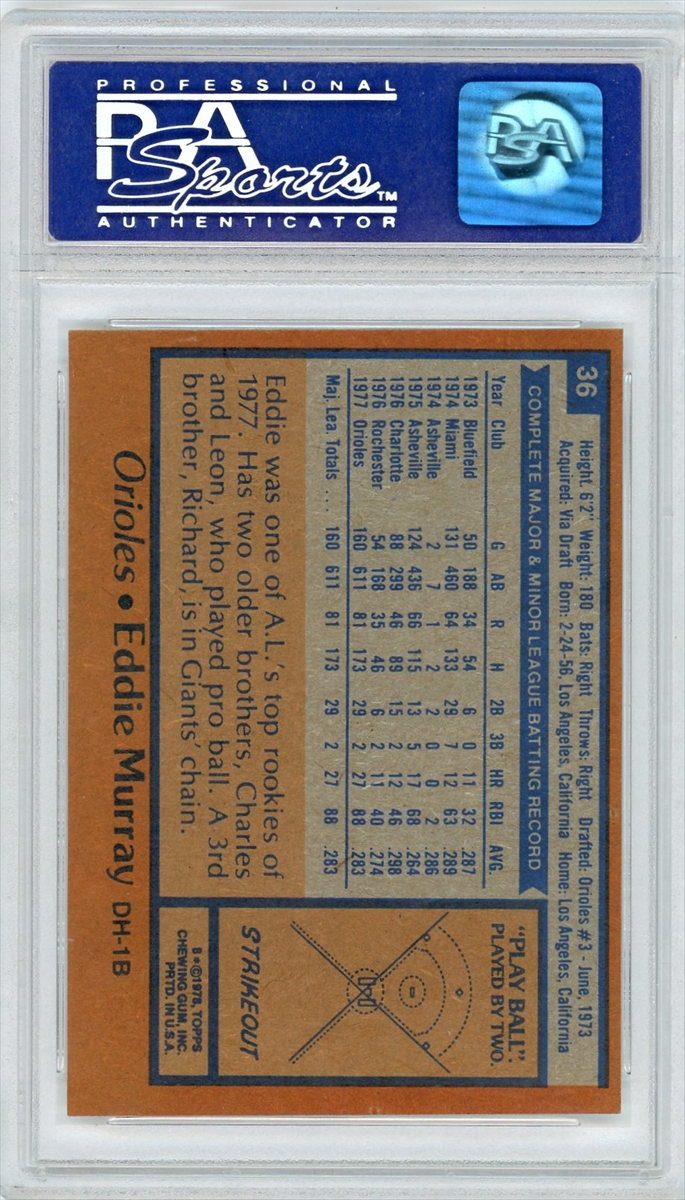 PROFESSIONAL
PSA
Sports™
AUTHENTICATOR
PSA
36
Height: 6'2" Weight: 180 Bats: Right Throws: Right Drafted: Orioles #3 - June, 1973
Acquired: Via Draft Born: 2-24-56, Los Angeles, California Home: Los Angeles, California
COMPLETE MAJOR & MINOR LEAGUE BATTING RECORD
Year Club G AB R H 2B 3B HR RBI AVG.
1973 Bluefield 50 188 34 54 6 0 11 32 .287
1974 Miami 131 460 64 133 29 7 12 63 .289
1974 Asheville 2 7 1 2 2 0 0 2 .286
1975 Asheville 124 436 66 115 13 5 17 68 .264
1976 Charlotte 88 299 46 89 15 2 12 46 .298
1976 Rochester 54 168 35 46 6 2 11 40 .274
1977 Orioles 160 611 81 173 29 2 27 88 .283
Maj. Lea. Totals .... 160 611 81 173 29 2 27 88 .283
Eddie was one of A.L.'s top rookies of
1977. Has two older brothers, Charles
and Leon, who played pro ball. A 3rd
brother, Richard, is in Giants' chain.
"PLAY BALL":
PLAYED BY TWO.
STRIKEOUT
B*©1978, TOPPS
CHEWING GUM, INC.
PRTD. IN U.S.A.
Orioles • Eddie Murray DH-1B